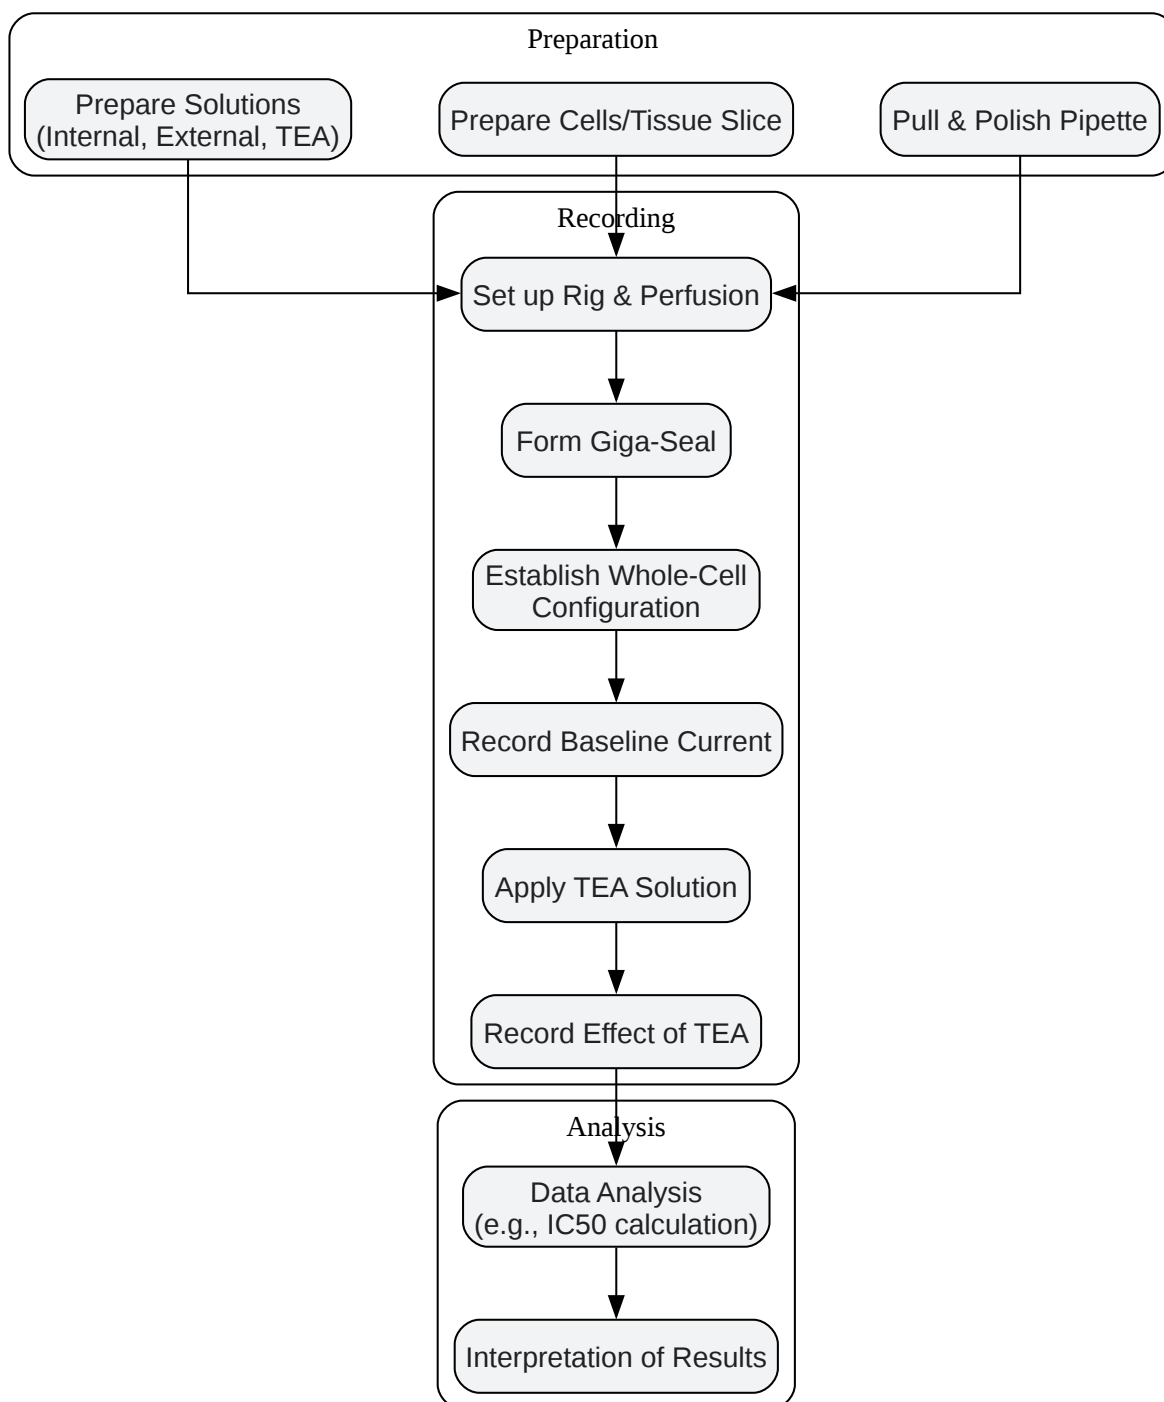 Preparation
Prepare Solutions
(Internal, External, TEA)
Prepare Cells/Tissue Slice
Pull & Polish Pipette
Recording
Set up Rig & Perfusion
Form Giga-Seal
Establish Whole-Cell
Configuration
Record Baseline Current
Apply TEA Solution
Record Effect of TEA
Analysis
Data Analysis
(e.g., IC50 calculation)
Interpretation of Results